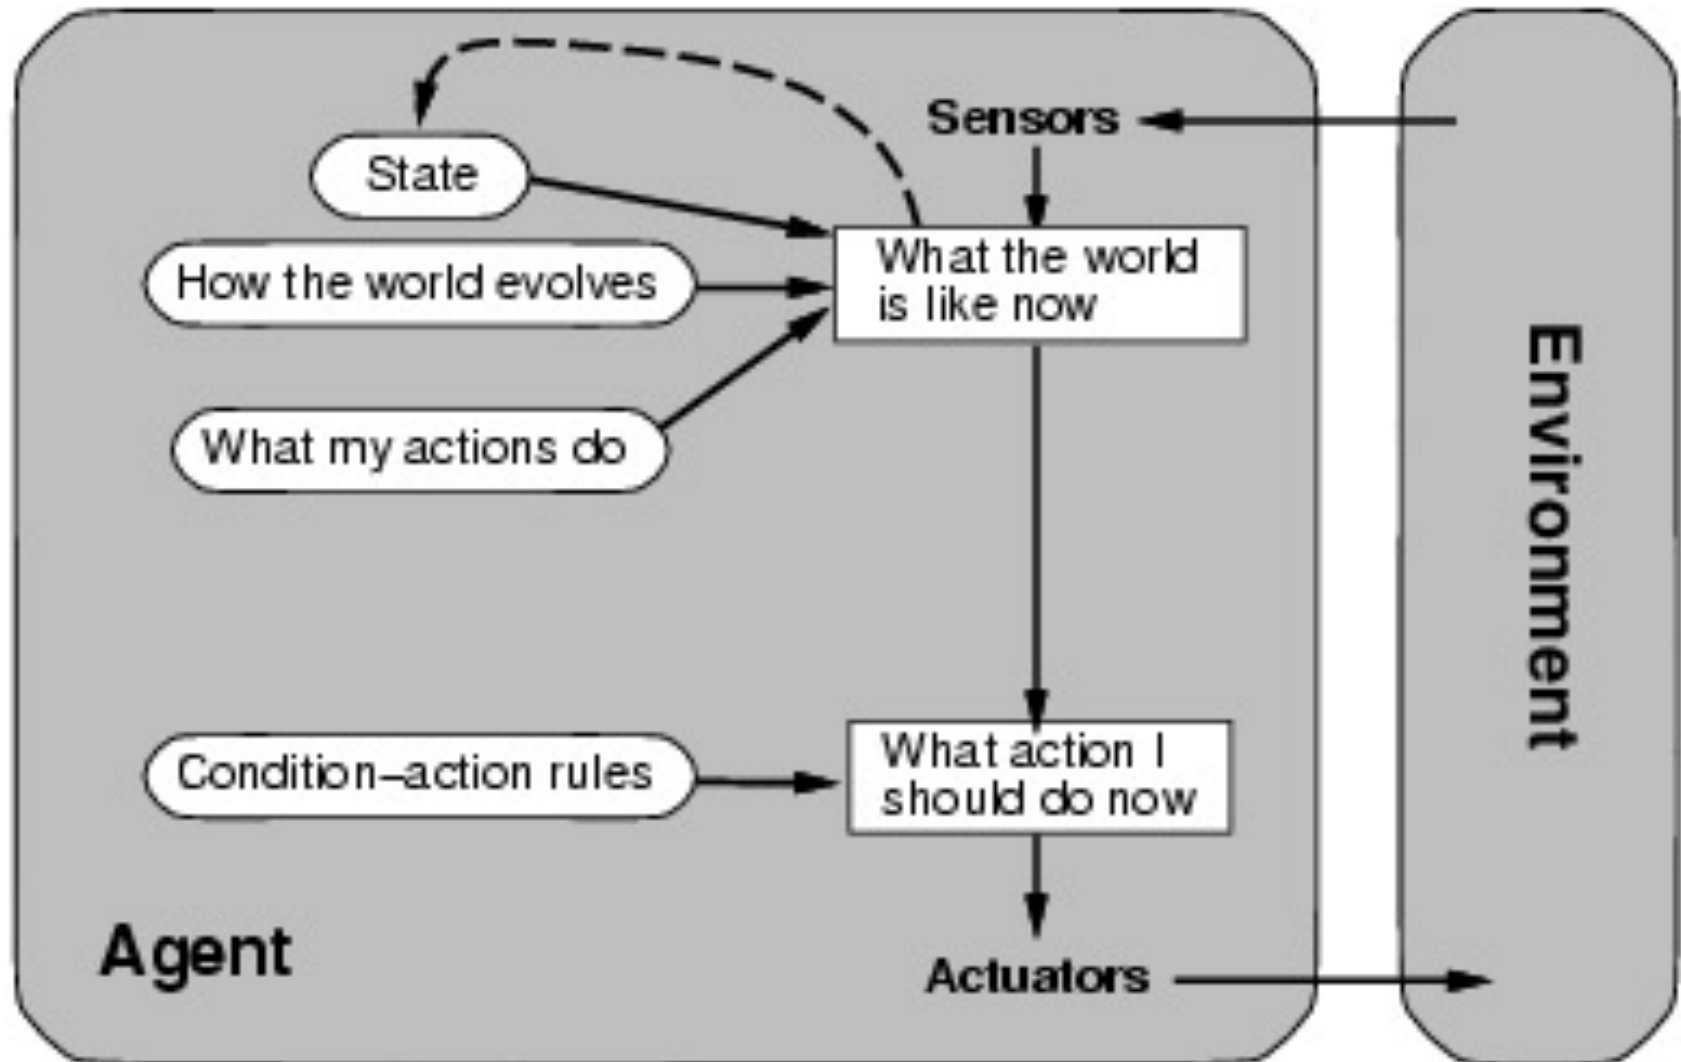 Sensors
State
What the world
is like now
How the world evolves
What my actions do
Condition–action rules
What action I
should do now
Agent
Actuators
Environment